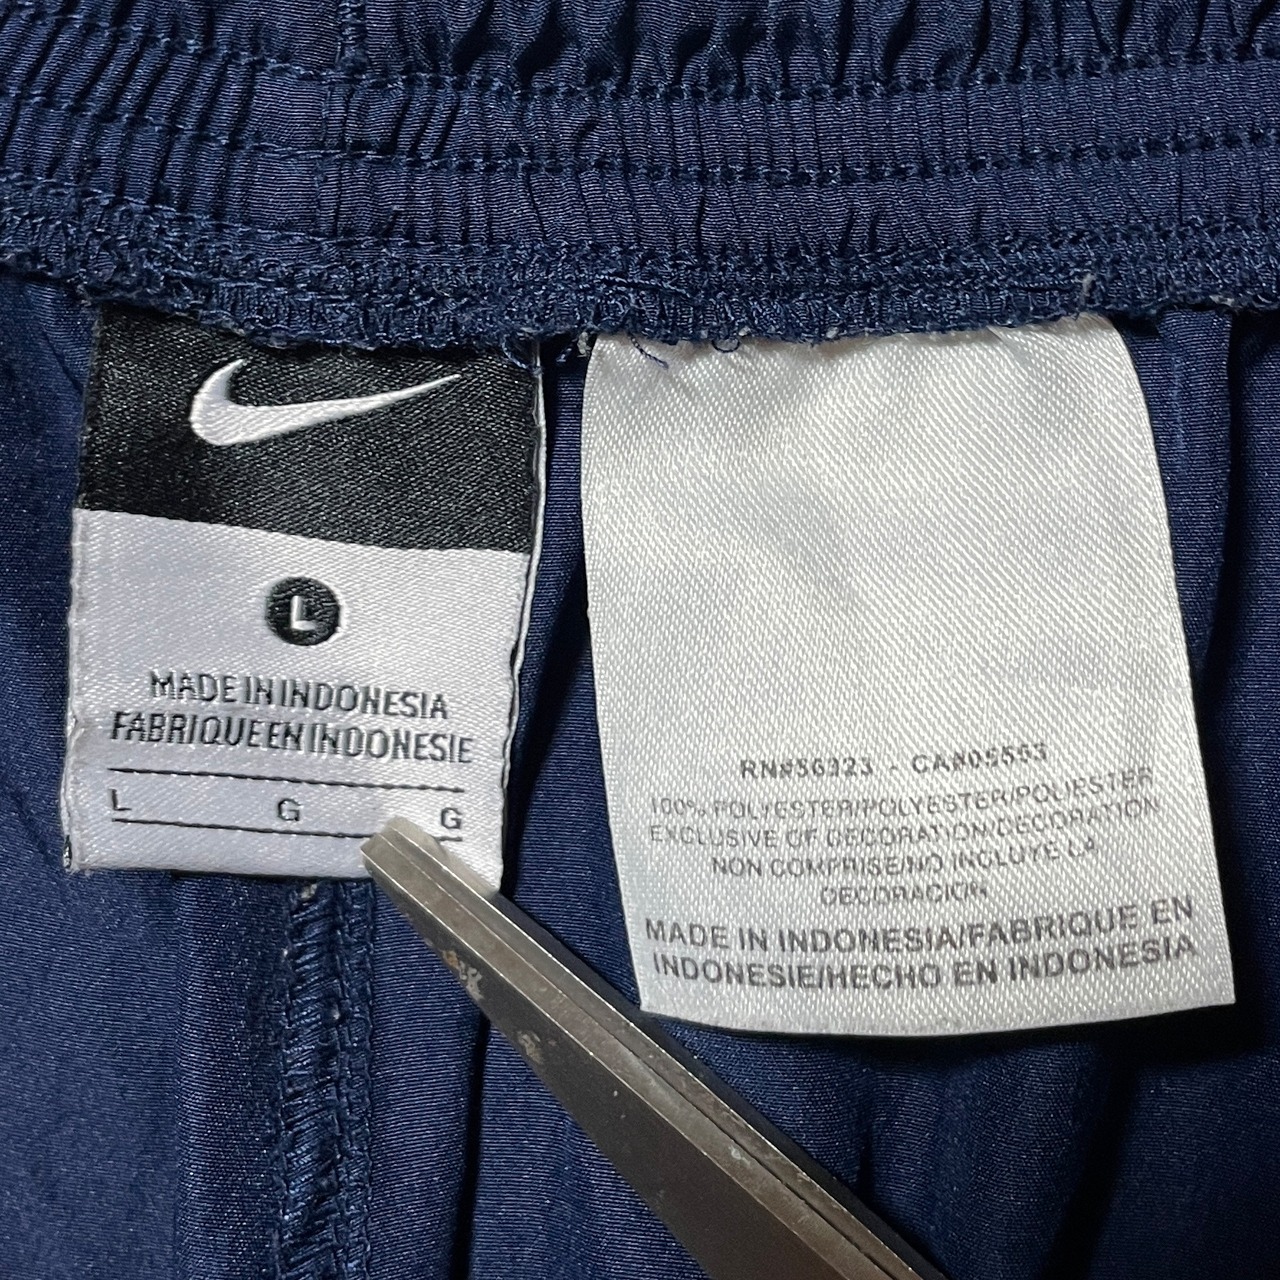 L
MADE IN INDONESIA
FABRIQUE EN INDONESIE
L G G
RN#56323 - CA#05553
100% POLYESTER/POLYESTER/POLIESTER
EXCLUSIVE OF DECORATION/DECORATION
NON COMPRISE/NO INCLUYE LA
DECORACION
MADE IN INDONESIA/FABRIQUE EN
INDONESIE/HECHO EN INDONESIA